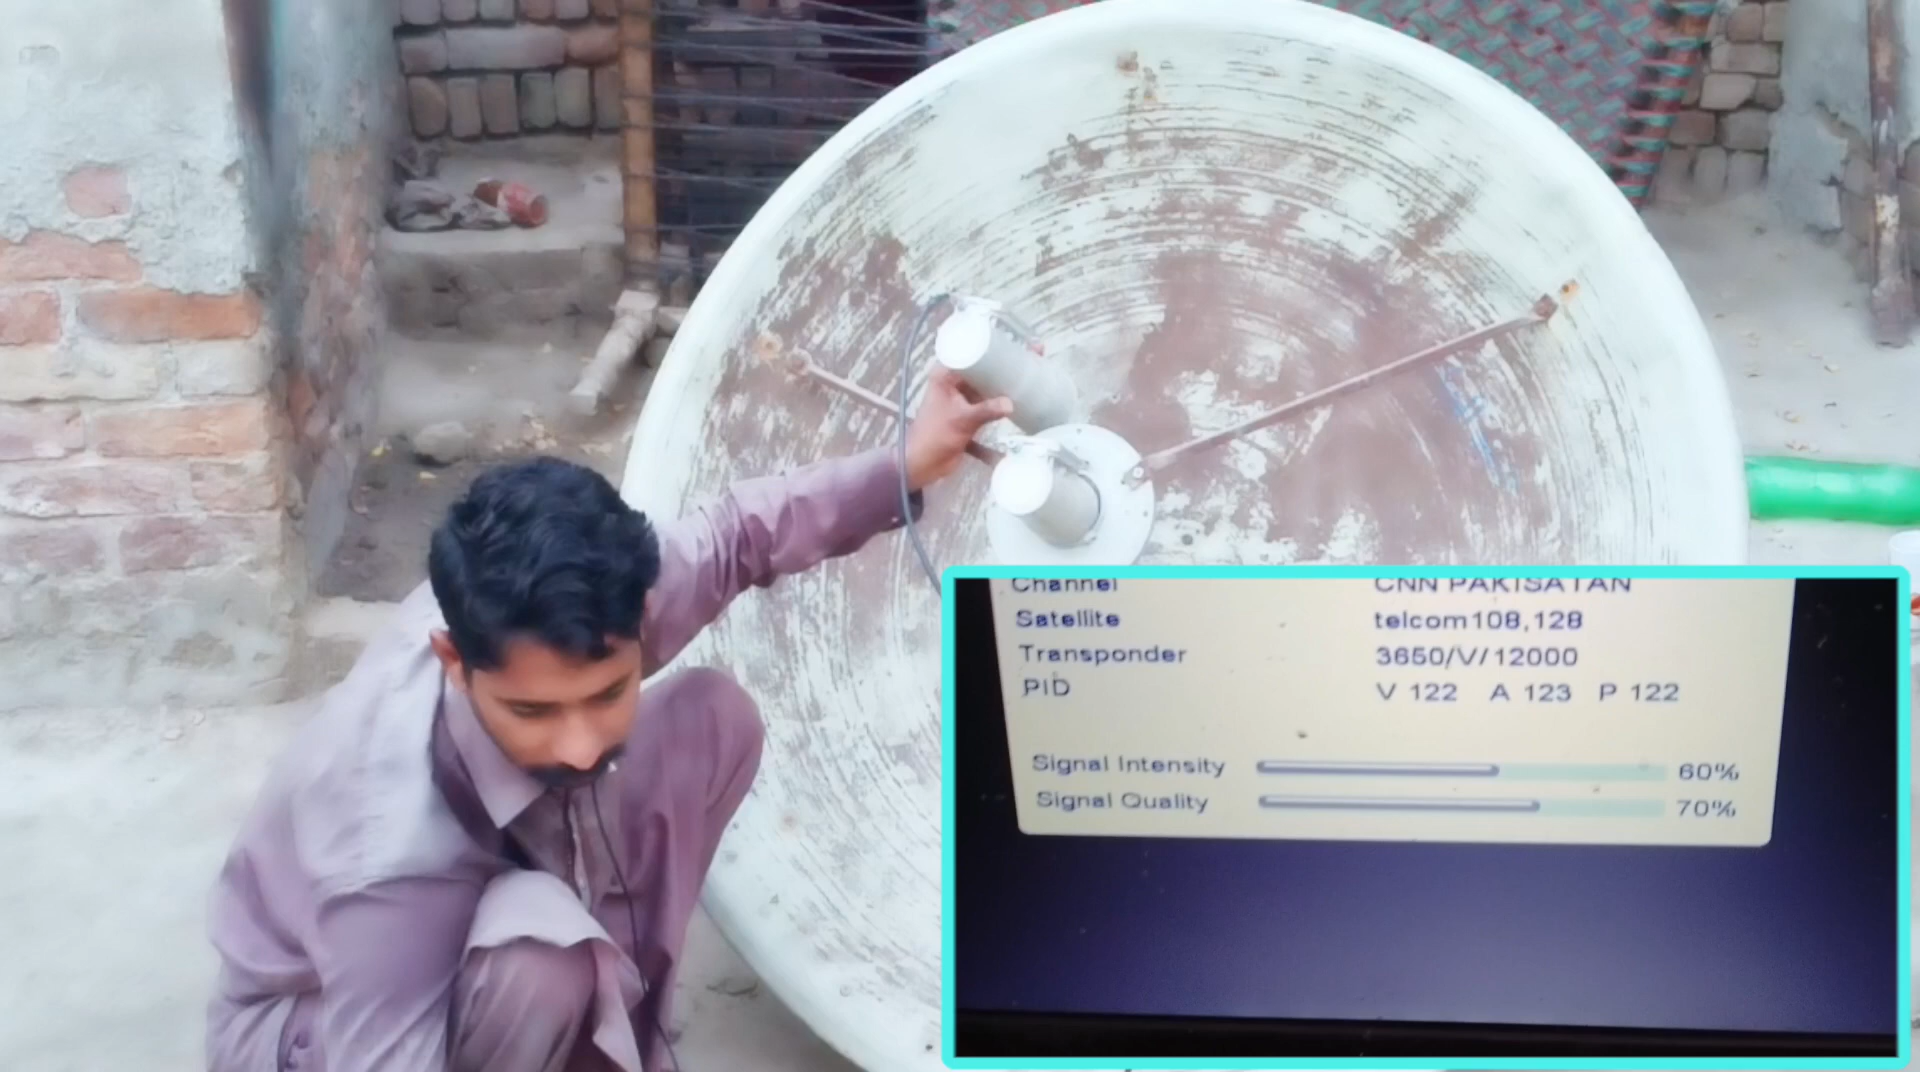 Channel CNN PAKISATAN
Satellite telcom108,128
Transponder 3650/V/12000
PID V 122 A 123 P 122
Signal Intensity 60%
Signal Quality 70%